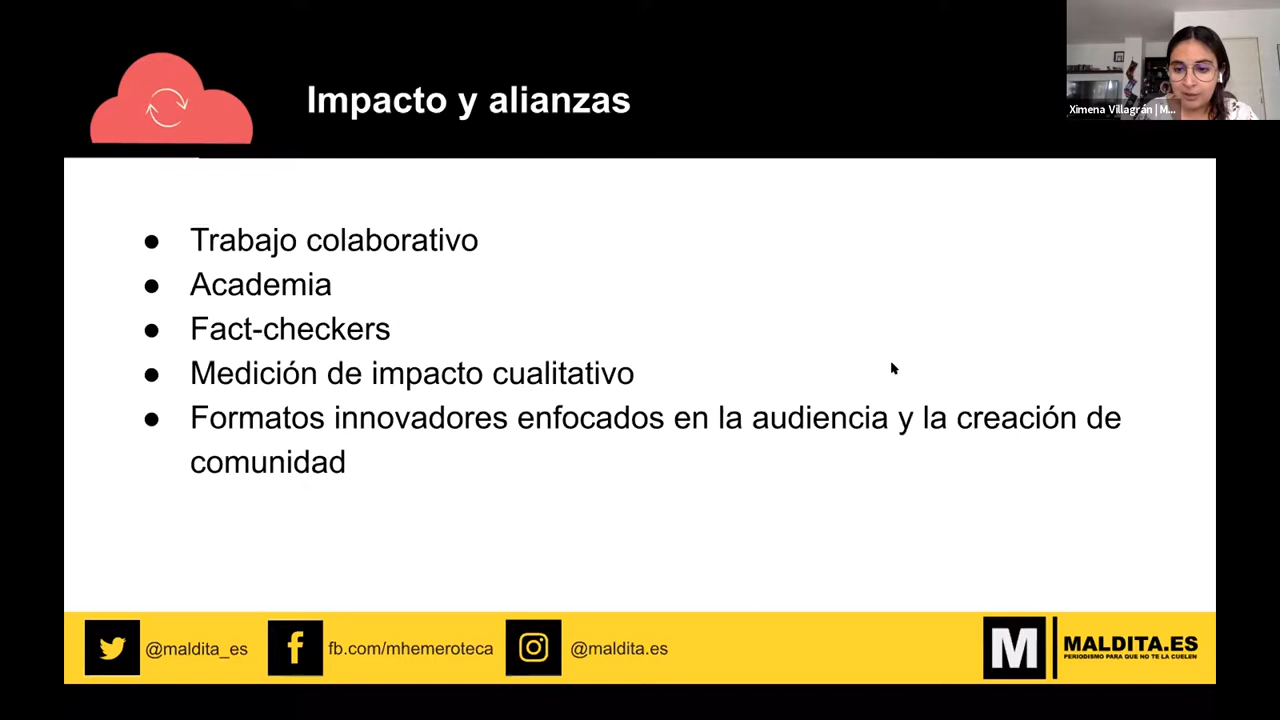 Impacto y alianzas
Ximena Villagrán | M...
● Trabajo colaborativo
● Academia
● Fact-checkers
● Medición de impacto cualitativo
● Formatos innovadores enfocados en la audiencia y la creación de
comunidad
@maldita_es
fb.com/mhemeroteca
@maldita.es
M
MALDITA.ES
PERIODISMO PARA QUE NO TE LA CUELEN